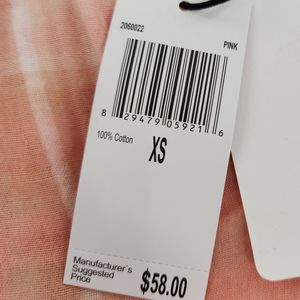 2060022
PINK
8 29479 05921 6
100% Cotton
XS
Manufacturer's
Suggested
Price
$58.00